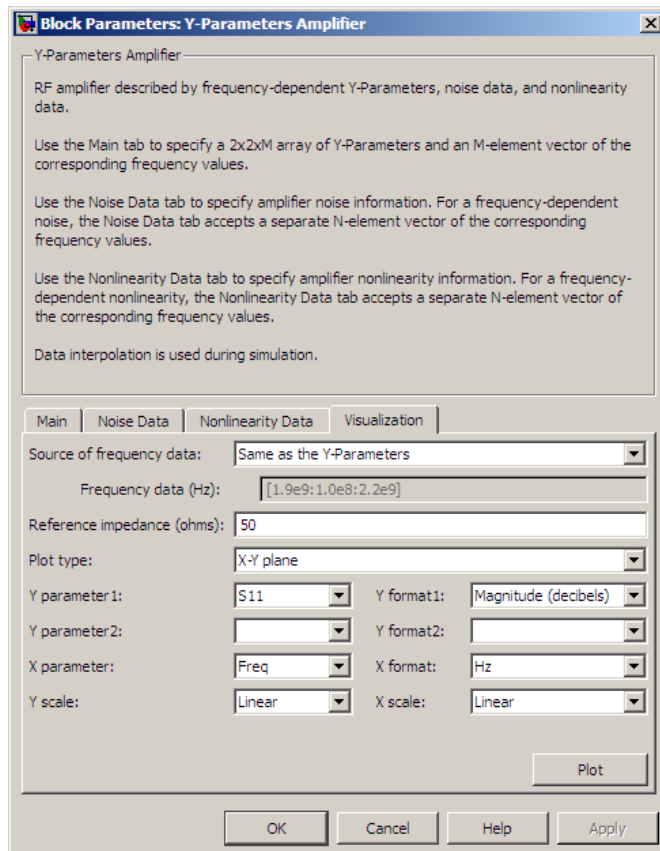 Block Parameters: Y-Parameters Amplifier
Y-Parameters Amplifier
RF amplifier described by frequency-dependent Y-Parameters, noise data, and nonlinearity
data.
Use the Main tab to specify a 2x2xM array of Y-Parameters and an M-element vector of the
corresponding frequency values.
Use the Noise Data tab to specify amplifier noise information. For a frequency-dependent
noise, the Noise Data tab accepts a separate N-element vector of the corresponding
frequency values.
Use the Nonlinearity Data tab to specify amplifier nonlinearity information. For a frequency-
dependent nonlinearity, the Nonlinearity Data tab accepts a separate N-element vector of
the corresponding frequency values.
Data interpolation is used during simulation.
Main Noise Data Nonlinearity Data Visualization
Source of frequency data: Same as the Y-Parameters
Frequency data (Hz): [1.9e9:1.0e8:2.2e9]
Reference impedance (ohms): 50
Plot type: X-Y plane
Y parameter1: S11 Y format1: Magnitude (decibels)
Y parameter2: Y format2:
X parameter: Freq X format: Hz
Y scale: Linear X scale: Linear
Plot
OK Cancel Help Apply